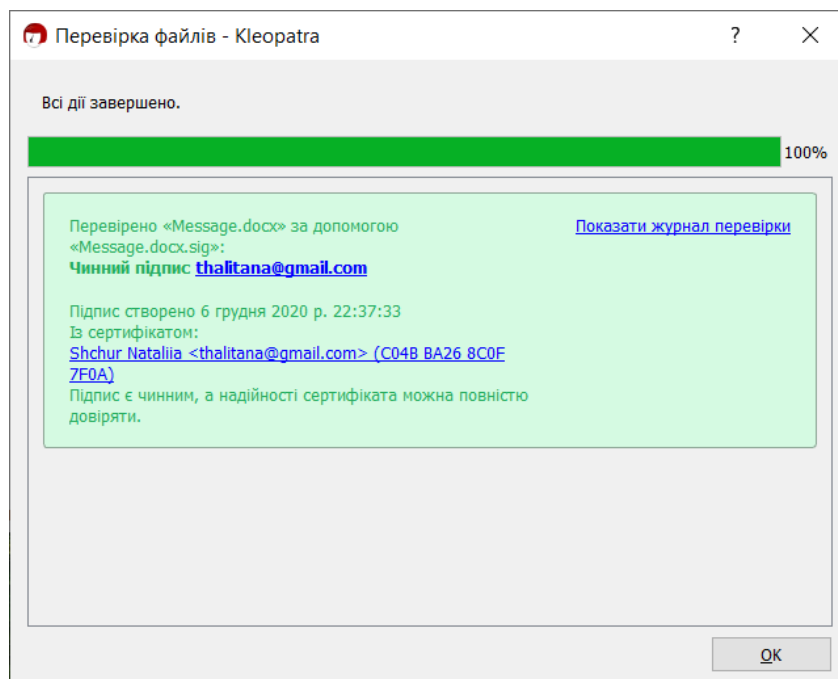 Перевірка файлів - Kleopatra
?
Всі дії завершено.
100%
Перевірено «Message.docx» за допомогою
«Message.docx.sig»:
Чинний підпис thalitana@gmail.com
Показати журнал перевірки
Підпис створено 6 грудня 2020 р. 22:37:33
Із сертифікатом:
Shchur Nataliia <thalitana@gmail.com> (C04B BA26 8C0F
7F0A)
Підпис є чинним, а надійності сертифіката можна повністю
довіряти.
OK